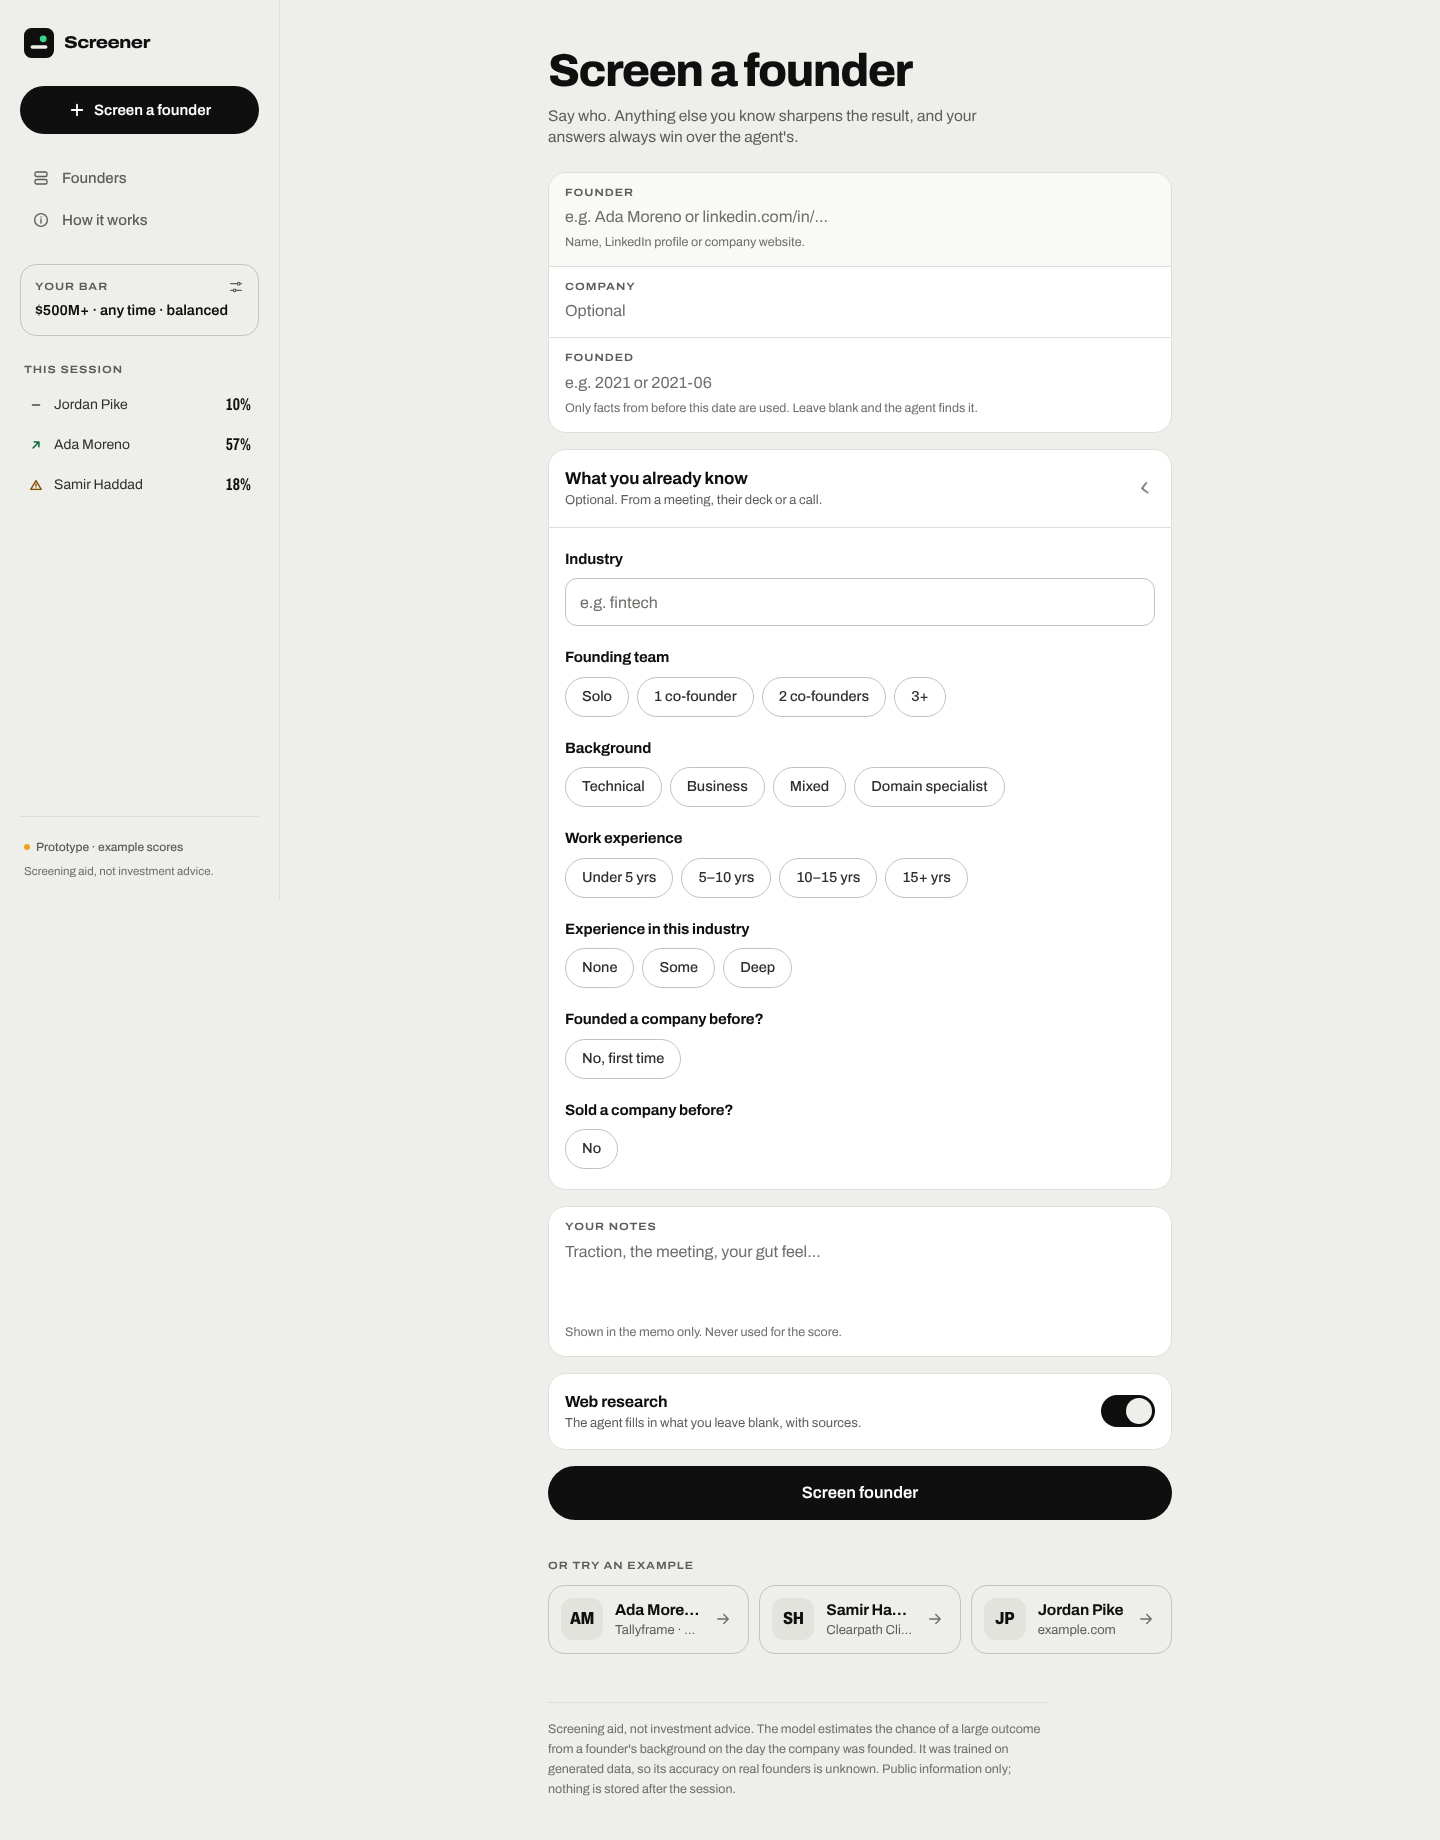 Screener
Screen a founder
Founders
How it works
YOUR BAR
$500M+ · any time · balanced
THIS SESSION
Jordan Pike 10%
Ada Moreno 57%
Samir Haddad 18%
Prototype · example scores
Screening aid, not investment advice.
Screen a founder
Say who. Anything else you know sharpens the result, and your
answers always win over the agent's.
FOUNDER
e.g. Ada Moreno or linkedin.com/in/...
Name, LinkedIn profile or company website.
COMPANY
Optional
FOUNDED
e.g. 2021 or 2021-06
Only facts from before this date are used. Leave blank and the agent finds it.
What you already know
Optional. From a meeting, their deck or a call.
Industry
e.g. fintech
Founding team
Solo 1 co-founder 2 co-founders 3+
Background
Technical Business Mixed Domain specialist
Work experience
Under 5 yrs 5–10 yrs 10–15 yrs 15+ yrs
Experience in this industry
None Some Deep
Founded a company before?
No, first time
Sold a company before?
No
YOUR NOTES
Traction, the meeting, your gut feel...
Shown in the memo only. Never used for the score.
Web research
The agent fills in what you leave blank, with sources.
Screen founder
OR TRY AN EXAMPLE
AM Ada More...
Tallyframe · ...
SH Samir Ha...
Clearpath Cli...
JP Jordan Pike
example.com
Screening aid, not investment advice. The model estimates the chance of a large outcome
from a founder's background on the day the company was founded. It was trained on
generated data, so its accuracy on real founders is unknown. Public information only;
nothing is stored after the session.